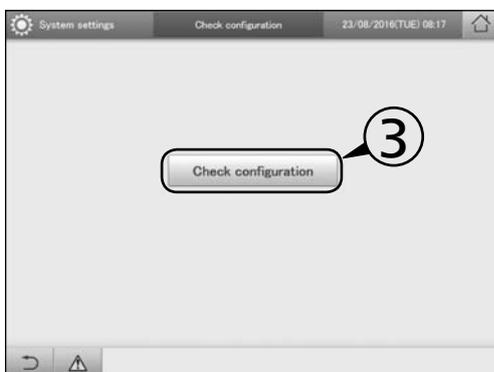 System settings Check configuration 23/08/2016(TUE) 08:17
3
Check configuration